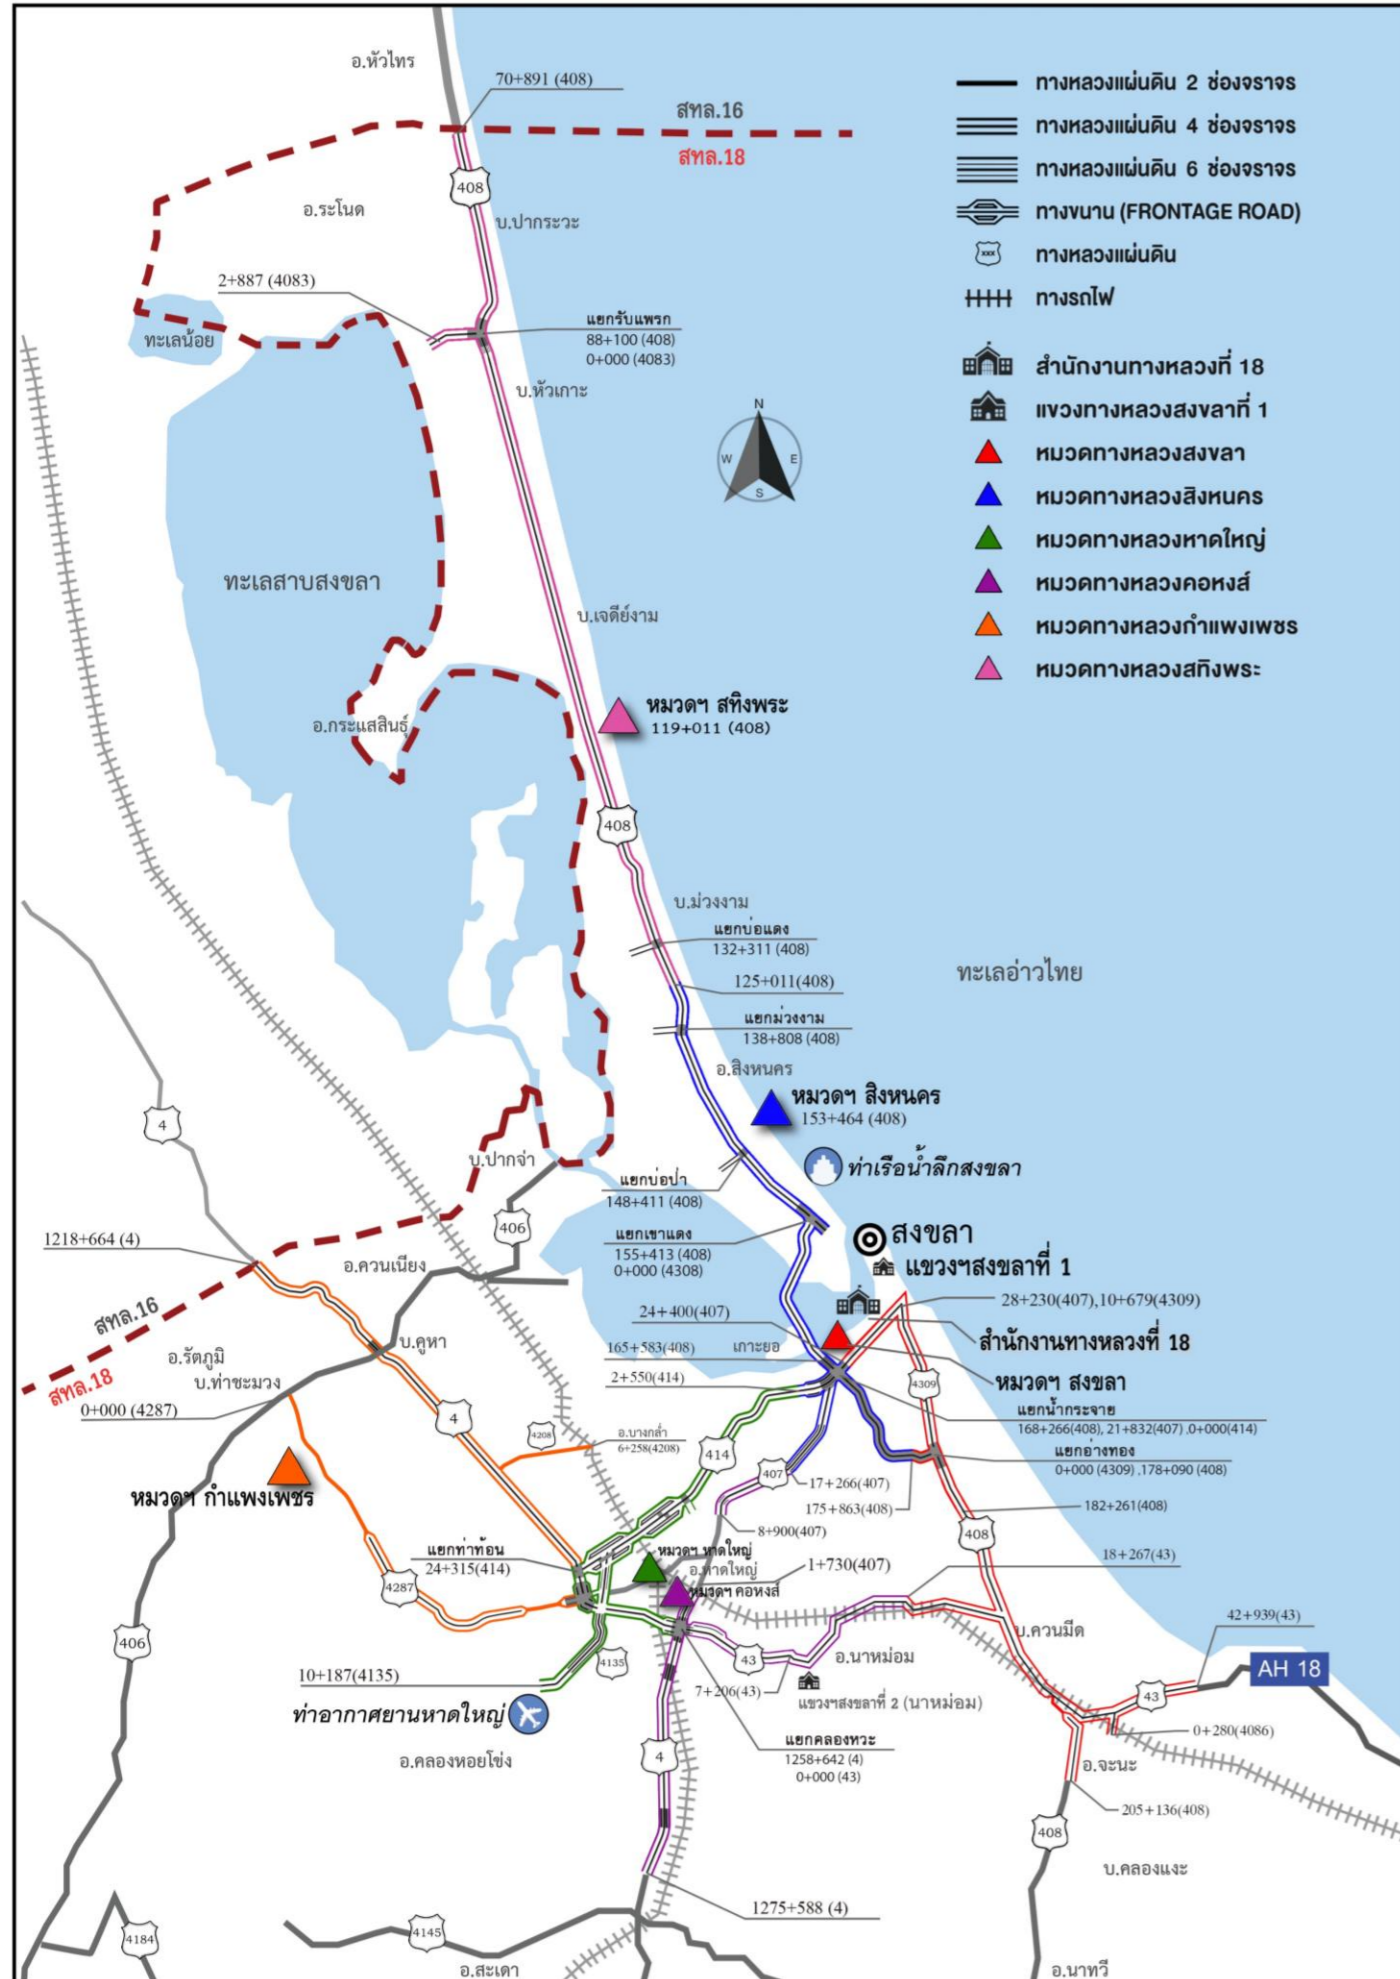 อ.หัวไทร
70+891 (408)
สทล.16
สทล.18
408
อ.ระโนด
บ.ปากระวะ
2+887 (4083)
ทะเลน้อย
แยกรับแพรก
88+100 (408)
0+000 (4083)
บ.หัวเกาะ
ทางหลวงแผ่นดิน 2 ช่องจราจร
ทางหลวงแผ่นดิน 4 ช่องจราจร
ทางหลวงแผ่นดิน 6 ช่องจราจร
ทางขนาน (FRONTAGE ROAD)
xxx
ทางหลวงแผ่นดิน
ทางรถไฟ
สำนักงานทางหลวงที่ 18
แขวงทางหลวงสงขลาที่ 1
หมวดทางหลวงสงขลา
หมวดทางหลวงสิงหนคร
หมวดทางหลวงหาดใหญ่
หมวดทางหลวงคอหงส์
หมวดทางหลวงกำแพงเพชร
หมวดทางหลวงสทิงพระ
N
W
E
S
ทะเลสาบสงขลา
บ.เจดีย์งาม
อ.กระแสสินธุ์
หมวดฯ สทิงพระ
119+011 (408)
408
บ.ม่วงงาม
แยกบ่อแดง
132+311 (408)
125+011(408)
แยกม่วงงาม
138+808 (408)
ทะเลอ่าวไทย
อ.สิงหนคร
หมวดฯ สิงหนคร
153+464 (408)
4
บ.ปากจ่า
ท่าเรือน้ำลึกสงขลา
แยกบ่อป่า
148+411 (408)
1218+664 (4)
406
แยกเขาแดง
155+413 (408)
0+000 (4308)
สงขลา
แขวงฯสงขลาที่ 1
อ.ควนเนียง
สทล.16
สทล.18
24+400(407)
28+230(407),10+679(4309)
สำนักงานทางหลวงที่ 18
บ.คูหา
อ.รัตภูมิ
บ.ท่าชะมวง
0+000 (4287)
165+583(408)
เกาะยอ
2+550(414)
หมวดฯ สงขลา
4309
แยกน้ำกระจาย
168+266(408), 21+832(407) .0+000(414)
แยกอ่างทอง
0+000 (4309) .178+090 (408)
4
4208
อ.บางกล่ำ
6+258(4208)
414
407
17+266(407)
175+863(408)
182+261(408)
หมวดฯ กำแพงเพชร
8+900(407)
408
แยกท่าท้อน
24+315(414)
หมวดฯ หาดใหญ่
อ.หาดใหญ่
หมวดฯ คอหงส์
1+730(407)
18+267(43)
4287
406
4135
43
อ.นาหม่อม
บ.ควนมีด
42+939(43)
AH 18
10+187(4135)
7+206(43)
แขวงฯสงขลาที่ 2 (นาหม่อม)
43
ท่าอากาศยานหาดใหญ่
0+280(4086)
อ.คลองหอยโข่ง
4
แยกคลองหวะ
1258+642 (4)
0+000 (43)
อ.จะนะ
205+136(408)
408
บ.คลองแงะ
1275+588 (4)
4184
4145
อ.สะเดา
อ.นาทวี